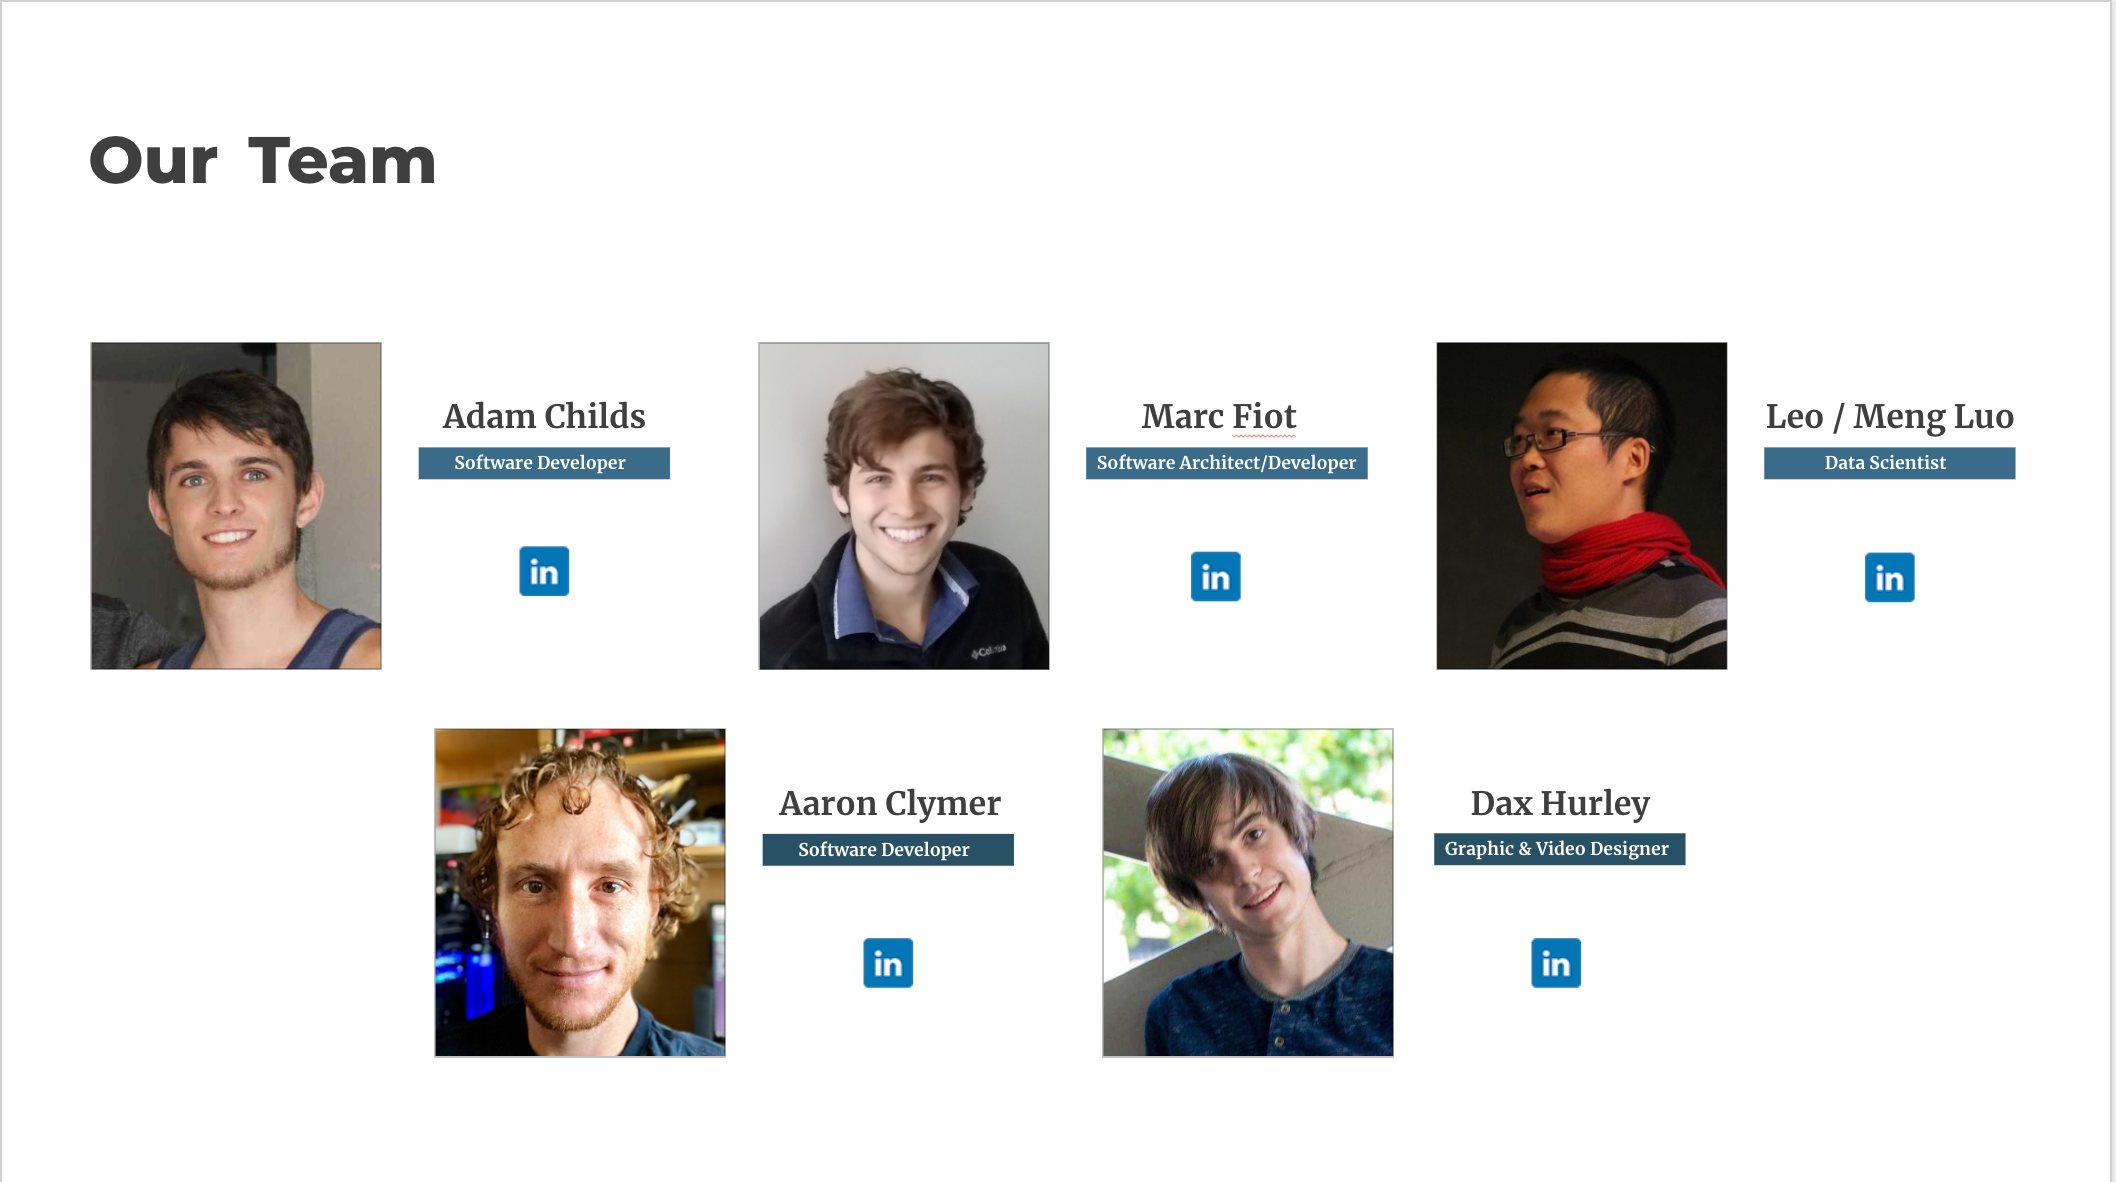 Our Team
Adam Childs
Software Developer
in
Marc Fiot
Software Architect/Developer
in
Leo / Meng Luo
Data Scientist
in
Columbia
Aaron Clymer
Software Developer
in
Dax Hurley
Graphic & Video Designer
in